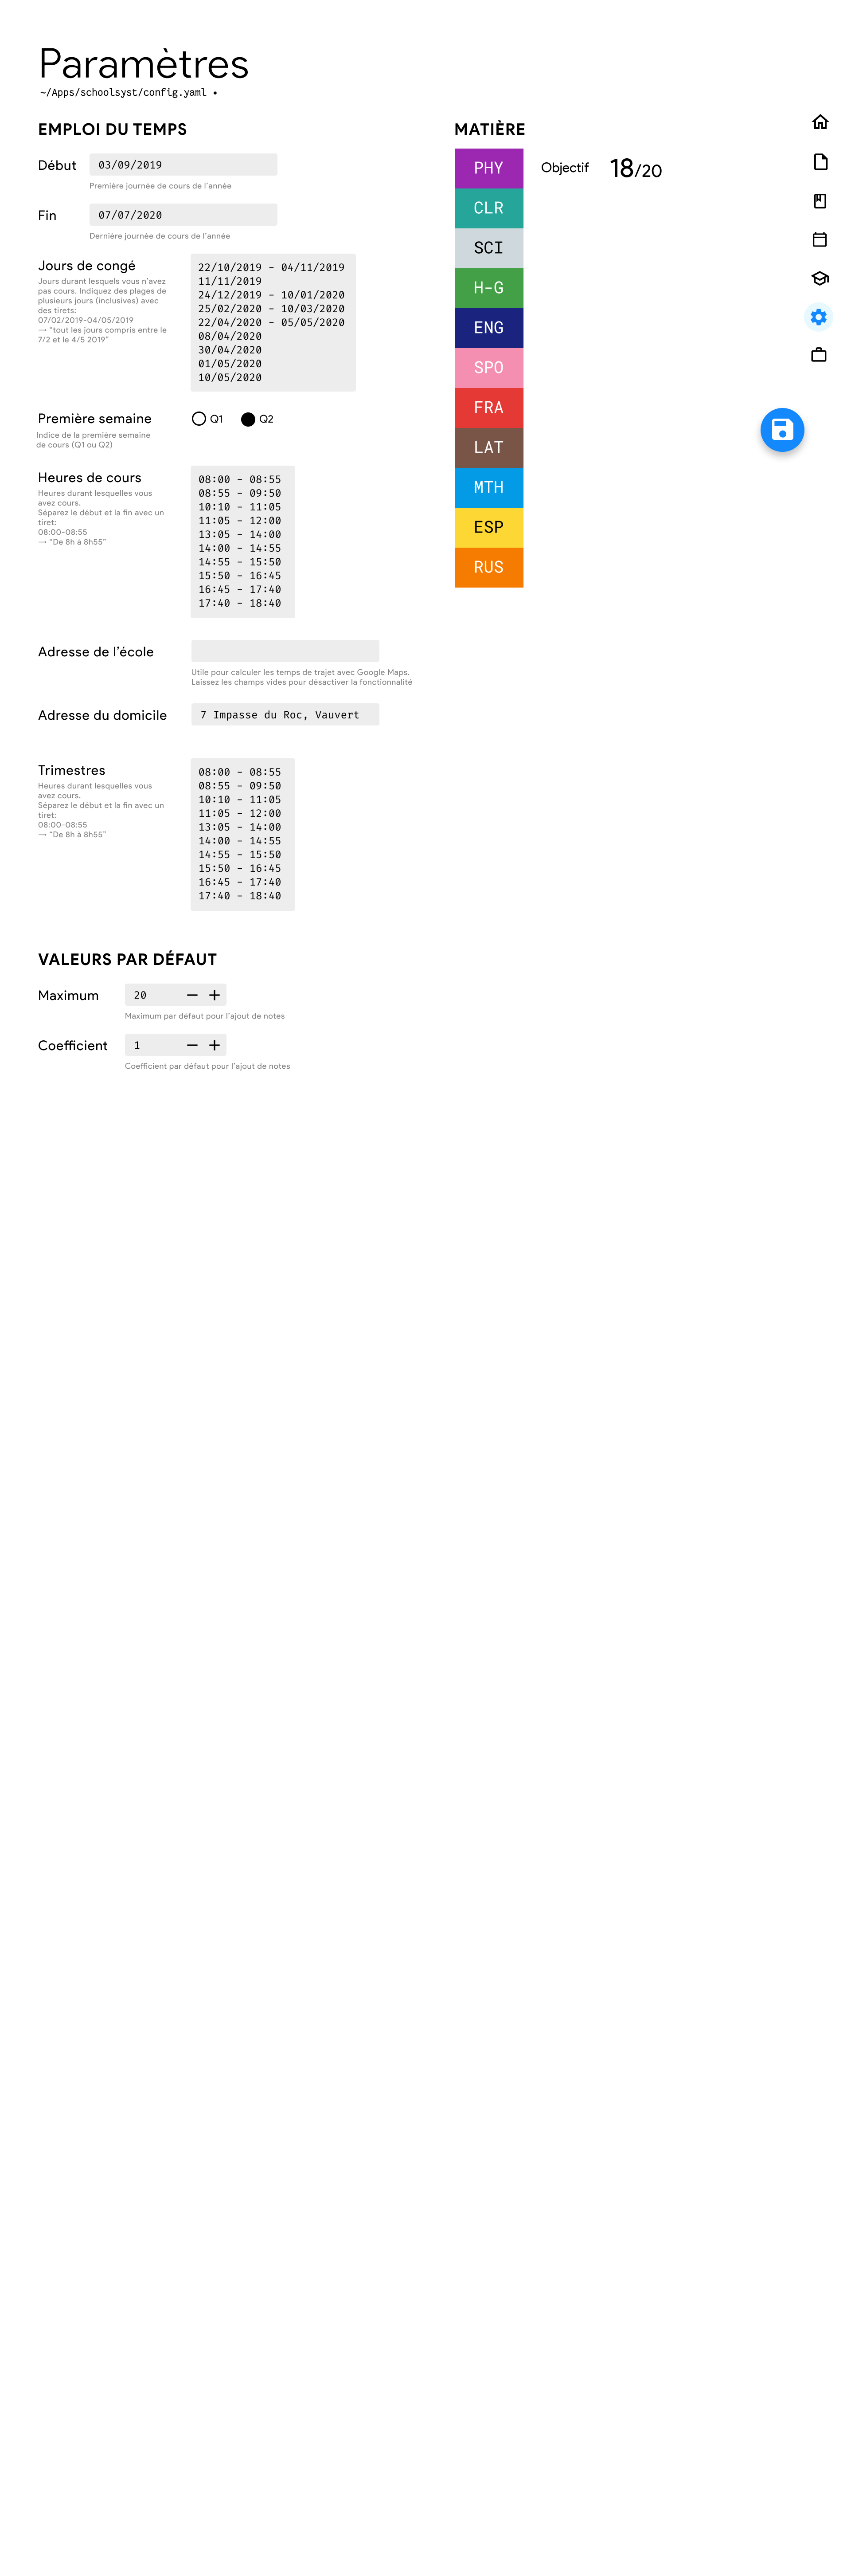 Paramètres
~/Apps/schoolsyst/config.yaml •
EMPLOI DU TEMPS
Début
03/09/2019
Première journée de cours de l'année
Fin
07/07/2020
Dernière journée de cours de l'année
Jours de congé
Jours durant lesquels vous n'avez
pas cours. Indiquez des plages de
plusieurs jours (inclusives) avec
des tirets:
07/02/2019-04/05/2019
→ "tout les jours compris entre le
7/2 et le 4/5 2019"
22/10/2019 - 04/11/2019
11/11/2019
24/12/2019 - 10/01/2020
25/02/2020 - 10/03/2020
22/04/2020 - 05/05/2020
08/04/2020
30/04/2020
01/05/2020
10/05/2020
Première semaine
Indice de la première semaine
de cours (Q1 ou Q2)
Q1 Q2
Heures de cours
Heures durant lesquelles vous
avez cours.
Séparez le début et la fin avec un
tiret:
08:00-08:55
→ "De 8h à 8h55"
08:00 - 08:55
08:55 - 09:50
10:10 - 11:05
11:05 - 12:00
13:05 - 14:00
14:00 - 14:55
14:55 - 15:50
15:50 - 16:45
16:45 - 17:40
17:40 - 18:40
Adresse de l'école
Utile pour calculer les temps de trajet avec Google Maps.
Laissez les champs vides pour désactiver la fonctionnalité
Adresse du domicile
7 Impasse du Roc, Vauvert
Trimestres
Heures durant lesquelles vous
avez cours.
Séparez le début et la fin avec un
tiret:
08:00-08:55
→ "De 8h à 8h55"
08:00 - 08:55
08:55 - 09:50
10:10 - 11:05
11:05 - 12:00
13:05 - 14:00
14:00 - 14:55
14:55 - 15:50
15:50 - 16:45
16:45 - 17:40
17:40 - 18:40
VALEURS PAR DÉFAUT
Maximum
20
Maximum par défaut pour l'ajout de notes
Coefficient
1
Coefficient par défaut pour l'ajout de notes
MATIÈRE
PHY
CLR
SCI
H-G
ENG
SPO
FRA
LAT
MTH
ESP
RUS
Objectif 18/20